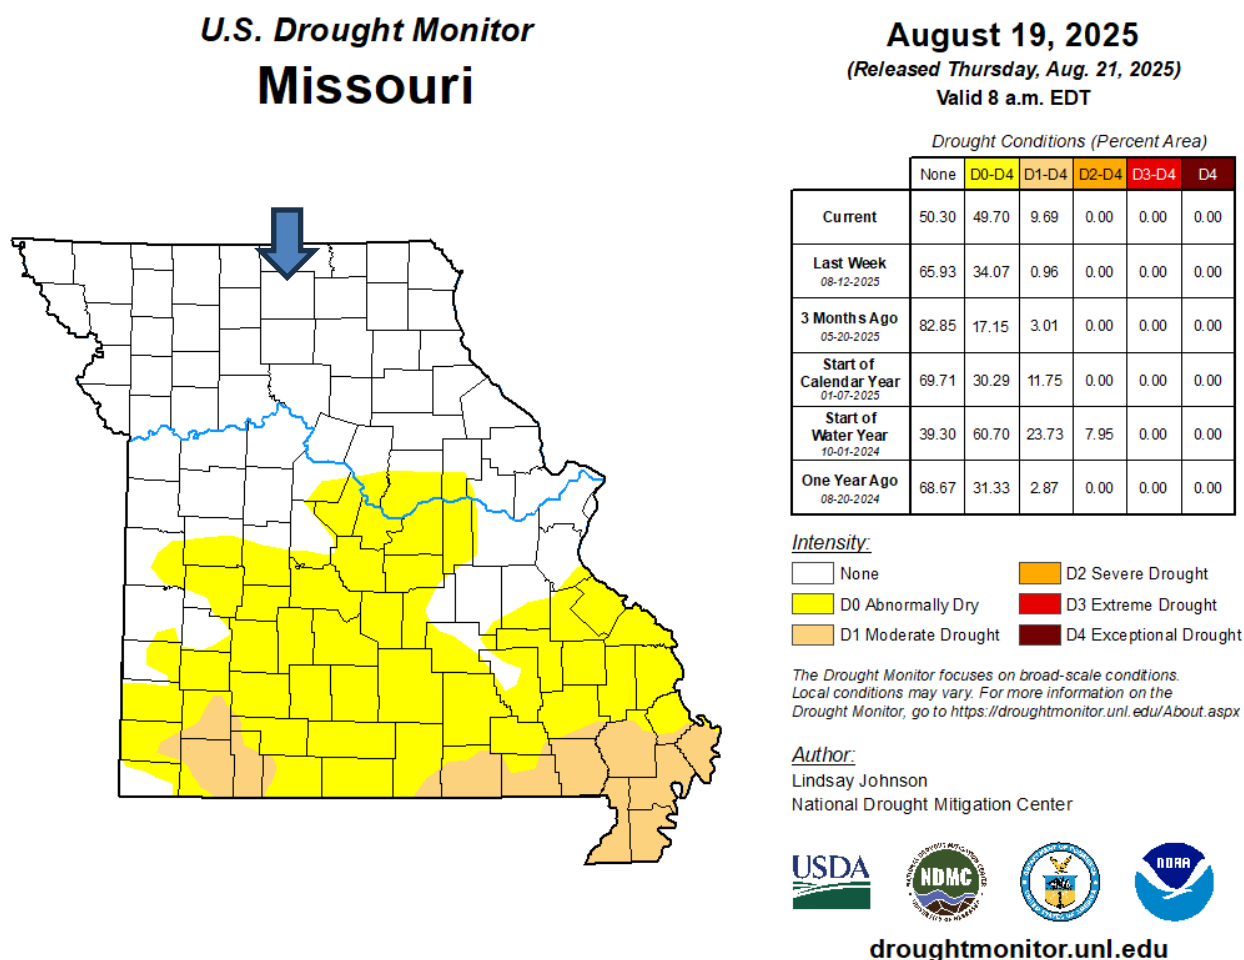 U.S. Drought Monitor
Missouri
August 19, 2025
(Released Thursday, Aug. 21, 2025)
Valid 8 a.m. EDT
Drought Conditions (Percent Area)
None D0-D4 D1-D4 D2-D4 D3-D4 D4
Current 50.30 49.70 9.69 0.00 0.00 0.00
Last Week 65.93 34.07 0.96 0.00 0.00 0.00
08-12-2025
3 Months Ago 82.85 17.15 3.01 0.00 0.00 0.00
05-20-2025
Start of
Calendar Year 69.71 30.29 11.75 0.00 0.00 0.00
01-07-2025
Start of
Water Year 39.30 60.70 23.73 7.95 0.00 0.00
10-01-2024
One Year Ago 68.67 31.33 2.87 0.00 0.00 0.00
08-20-2024
Intensity:
None
D0 Abnormally Dry
D1 Moderate Drought
D2 Severe Drought
D3 Extreme Drought
D4 Exceptional Drought
The Drought Monitor focuses on broad-scale conditions.
Local conditions may vary. For more information on the
Drought Monitor, go to https://droughtmonitor.unl.edu/About.aspx
Author:
Lindsay Johnson
National Drought Mitigation Center
USDA
NDMC
NOAA
droughtmonitor.unl.edu